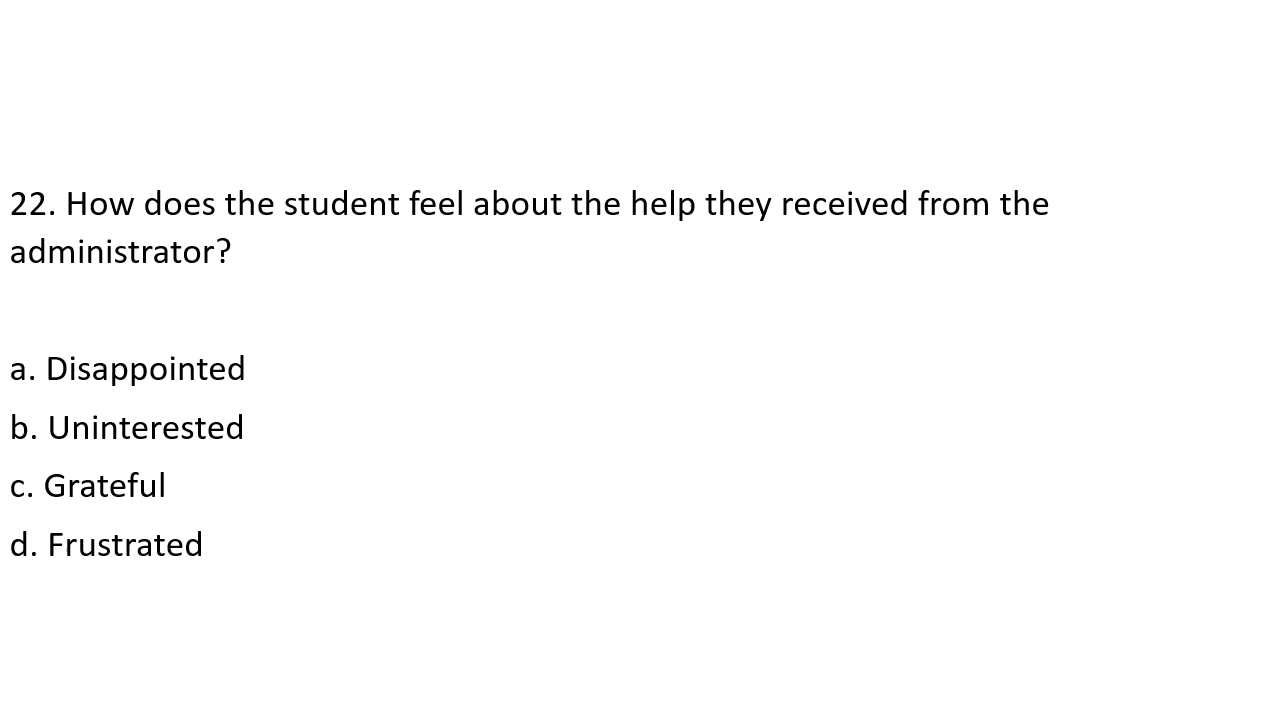 22. How does the student feel about the help they received from the
administrator?
a. Disappointed
b. Uninterested
c. Grateful
d. Frustrated